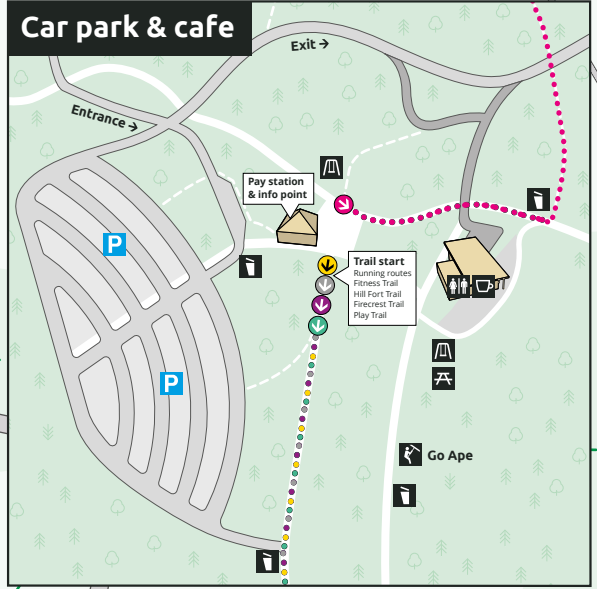 Car park & cafe
Exit →
Entrance →
Pay station
& info point
P
Trail start
Running routes
Fitness Trail
Hill Fort Trail
Firecrest Trail
Play Trail
P
Go Ape